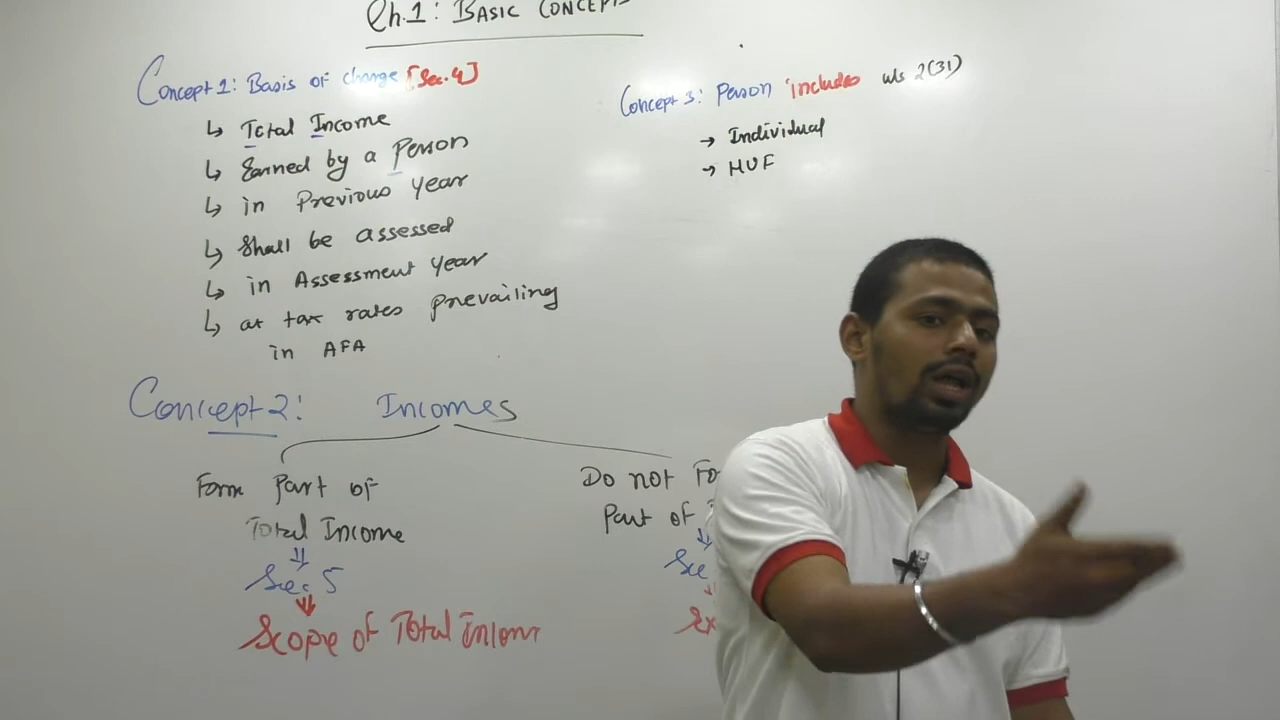 Ch.1: BASIC CONCEPTS
Concept 1: Basis of charge [Sec.4]
↳ Total Income
↳ Earned by a Person
↳ in Previous year
↳ Shall be assessed
↳ in Assessment year
↳ at tax rates prevailing
in AFA
Concept 2: Incomes
Form Part of
Total Income
⇓
Sec. 5
⇓
Scope of Total Incom
Do not Fo
Part of
⇓
Sec
Ex
Concept 3: Person includes u/s 2(31)
→ Individual
→ HUF